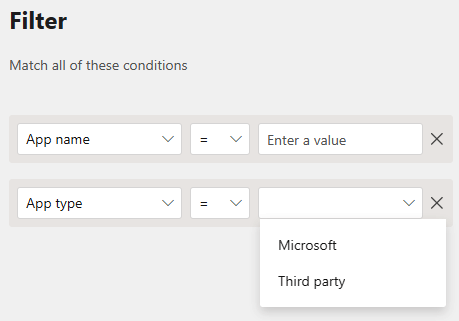 Filter
Match all of these conditions
App name = Enter a value
App type =
Microsoft
Third party